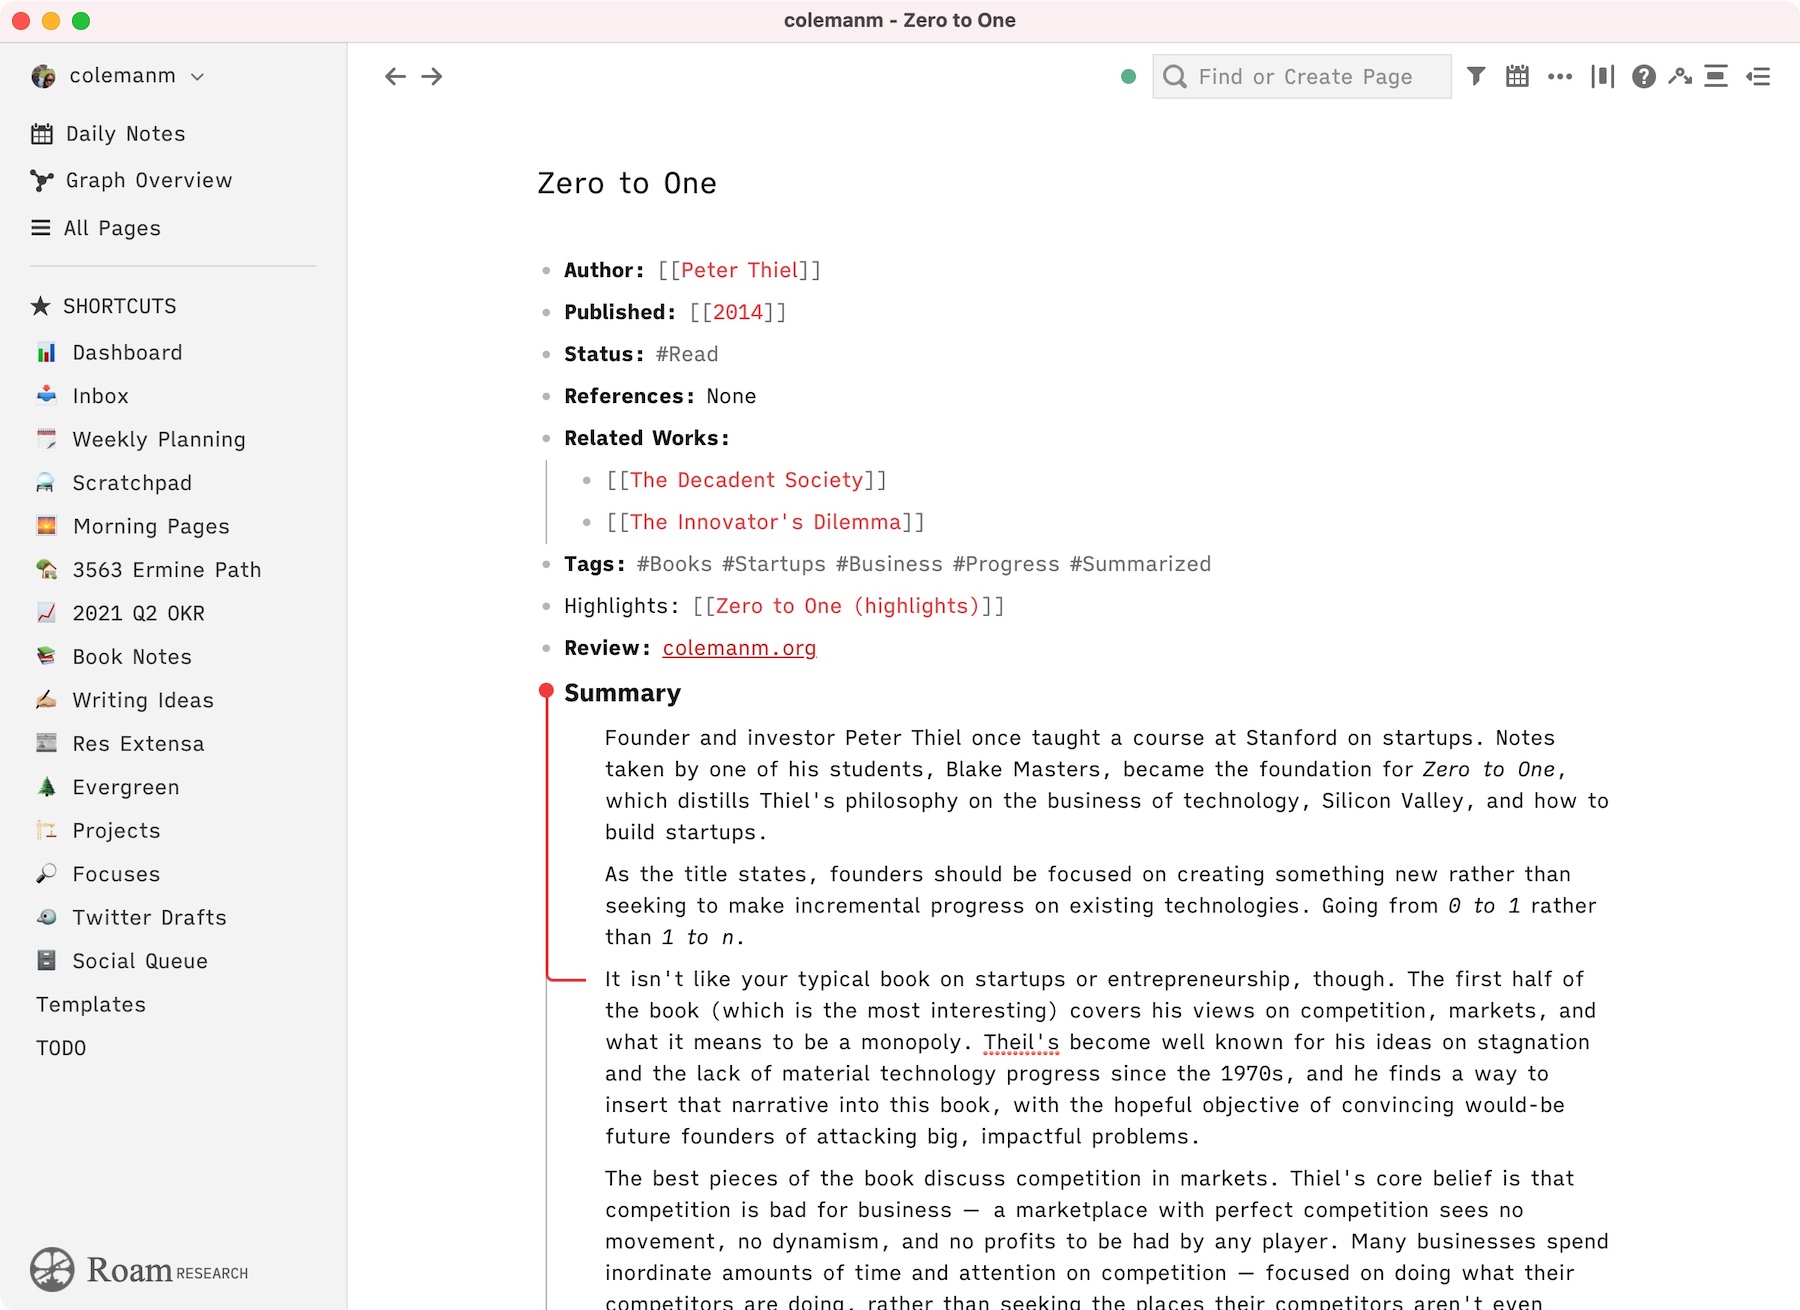 colemanm - Zero to One
colemanm
Daily Notes
Graph Overview
All Pages
SHORTCUTS
Dashboard
Inbox
Weekly Planning
Scratchpad
Morning Pages
3563 Ermine Path
2021 Q2 OKR
Book Notes
Writing Ideas
Res Extensa
Evergreen
Projects
Focuses
Twitter Drafts
Social Queue
Templates
TODO
Roam RESEARCH
Find or Create Page
Zero to One
Author: [[Peter Thiel]]
Published: [[2014]]
Status: #Read
References: None
Related Works:
[[The Decadent Society]]
[[The Innovator's Dilemma]]
Tags: #Books #Startups #Business #Progress #Summarized
Highlights: [[Zero to One (highlights)]]
Review: colemanm.org
Summary
Founder and investor Peter Thiel once taught a course at Stanford on startups. Notes
taken by one of his students, Blake Masters, became the foundation for Zero to One,
which distills Thiel's philosophy on the business of technology, Silicon Valley, and how to
build startups.
As the title states, founders should be focused on creating something new rather than
seeking to make incremental progress on existing technologies. Going from 0 to 1 rather
than 1 to n.
It isn't like your typical book on startups or entrepreneurship, though. The first half of
the book (which is the most interesting) covers his views on competition, markets, and
what it means to be a monopoly. Theil's become well known for his ideas on stagnation
and the lack of material technology progress since the 1970s, and he finds a way to
insert that narrative into this book, with the hopeful objective of convincing would-be
future founders of attacking big, impactful problems.
The best pieces of the book discuss competition in markets. Thiel's core belief is that
competition is bad for business — a marketplace with perfect competition sees no
movement, no dynamism, and no profits to be had by any player. Many businesses spend
inordinate amounts of time and attention on competition — focused on doing what their
competitors are doing, rather than seeking the places their competitors aren't even